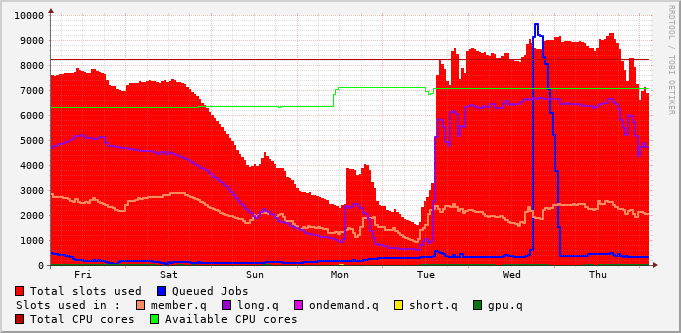 10000
9000
8000
7000
6000
5000
4000
3000
2000
1000
0
Fri Sat Sun Mon Tue Wed Thu
RRDTOOL / TOBI OETIKER
Total slots used Queued Jobs
Slots used in : member.q long.q ondemand.q short.q gpu.q
Total CPU cores Available CPU cores